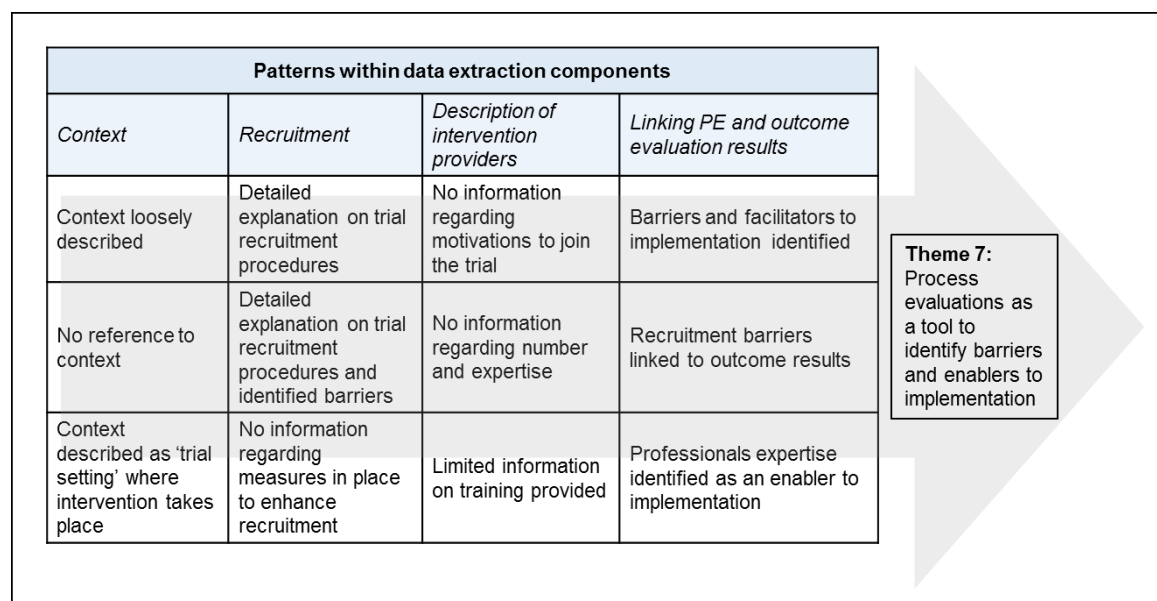 Patterns within data extraction components
Context
Recruitment
Description of
intervention
providers
Linking PE and outcome
evaluation results
Context loosely
described
Detailed
explanation on trial
recruitment
procedures
No information
regarding
motivations to join
the trial
Barriers and facilitators to
implementation identified
No reference to
context
Detailed
explanation on trial
recruitment
procedures and
identified barriers
No information
regarding number
and expertise
Recruitment barriers
linked to outcome results
Context
described as ‘trial
setting’ where
intervention takes
place
No information
regarding
measures in place
to enhance
recruitment
Limited information
on training provided
Professionals expertise
identified as an enabler to
implementation
Theme 7:
Process
evaluations as
a tool to
identify barriers
and enablers to
implementation